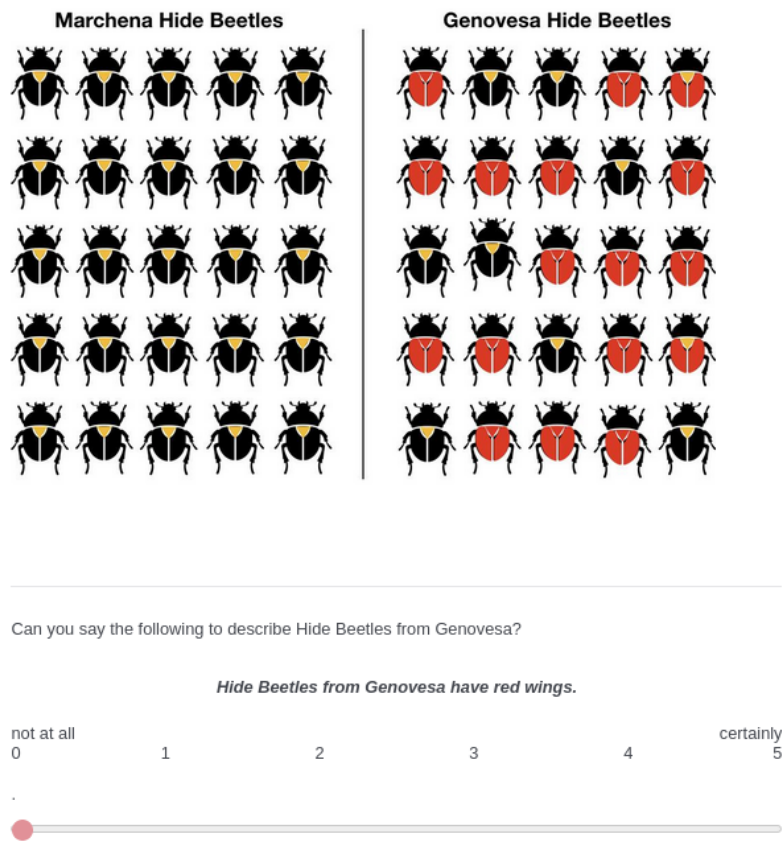 Marchena Hide Beetles
Genovesa Hide Beetles
Can you say the following to describe Hide Beetles from Genovesa?
Hide Beetles from Genovesa have red wings.
not at all certainly
0 1 2 3 4 5
.